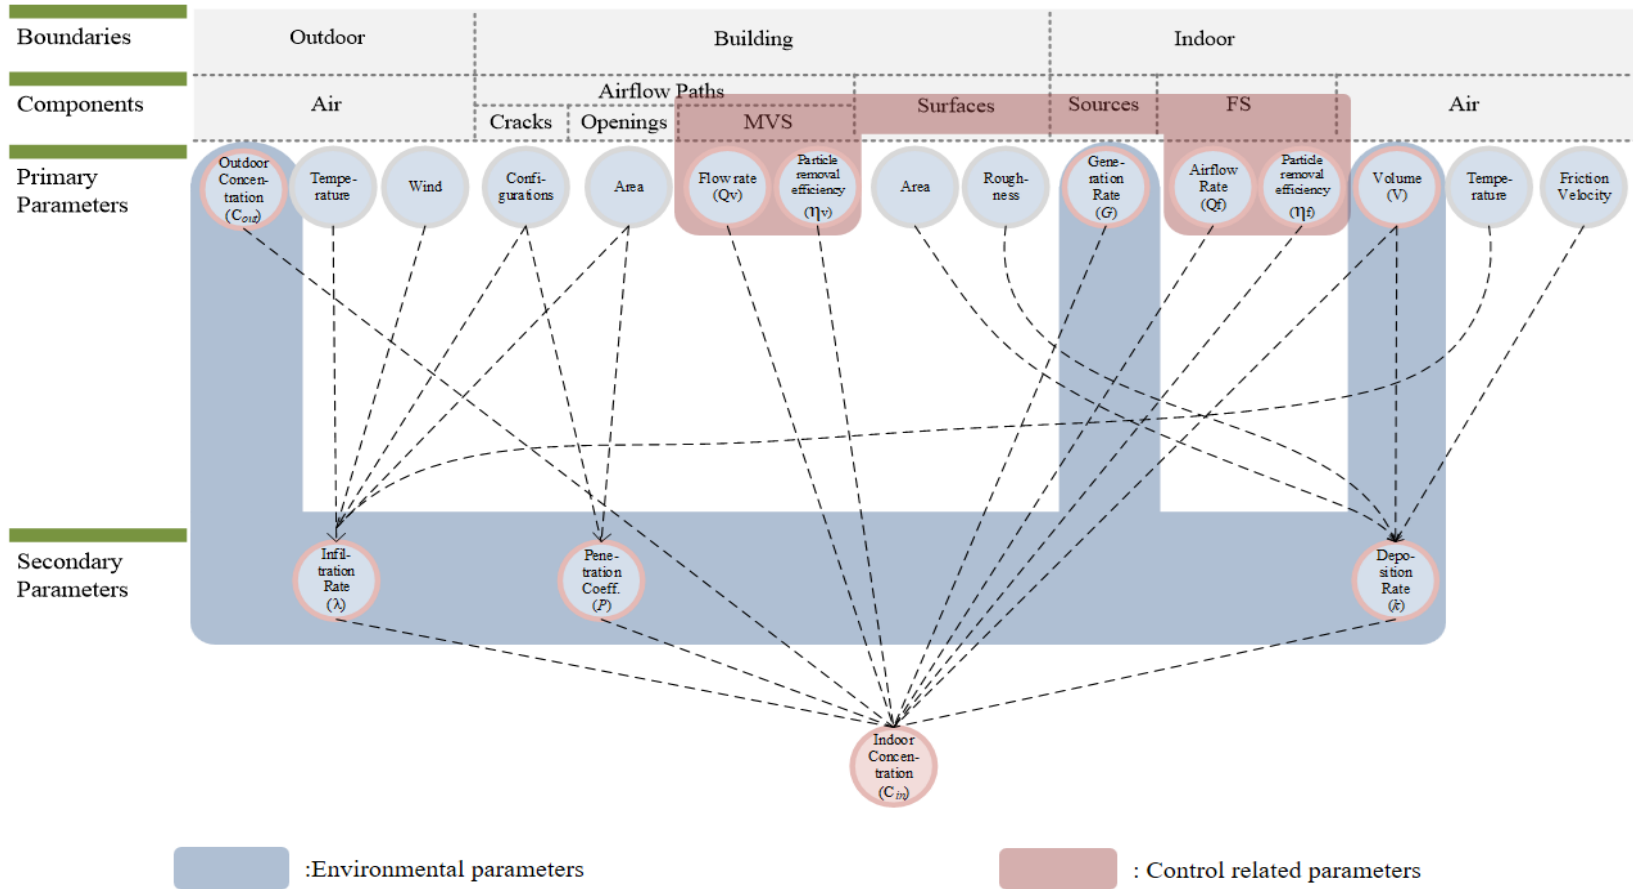 Boundaries
Outdoor
Building
Indoor
Components
Air
Airflow Paths
Cracks
Openings
MVS
Surfaces
Sources
FS
Air
Primary
Parameters
Outdoor
Concen-
tration
(Cout)
Tempe-
rature
Wind
Confi-
gurations
Area
Flow rate
(Qv)
Particle
removal
efficiency
(ηv)
Area
Rough-
ness
Gene-
ration
Rate
(G)
Airflow
Rate
(Qf)
Particle
removal
efficiency
(ηf)
Volume
(V)
Tempe-
rature
Friction
Velocity
Secondary
Parameters
Infil-
tration
Rate
(λ)
Pene-
tration
Coeff.
(P)
Depo-
sition
Rate
(k)
Indoor
Concen-
tration
(Cin)
:Environmental parameters
: Control related parameters